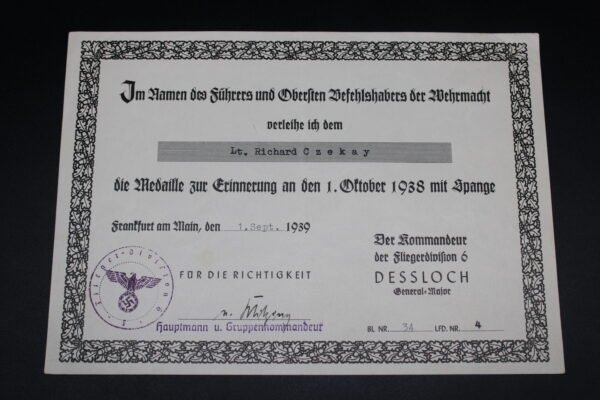 Im Namen des Führers und Obersten Befehlshabers der Wehrmacht
verleihe ich dem
Lt. Richard Czekay
die Medaille zur Erinnerung an den 1. Oktober 1938 mit Spange
Frankfurt am Main, den 1. Sept. 1939
Der Kommandeur
der Fliegerdivision 6
DESSLOCH
General-Major
FÜR DIE RICHTIGKEIT
Hauptmann u. Gruppenkommandeur
BL NR. 34 LFD. NR. 4